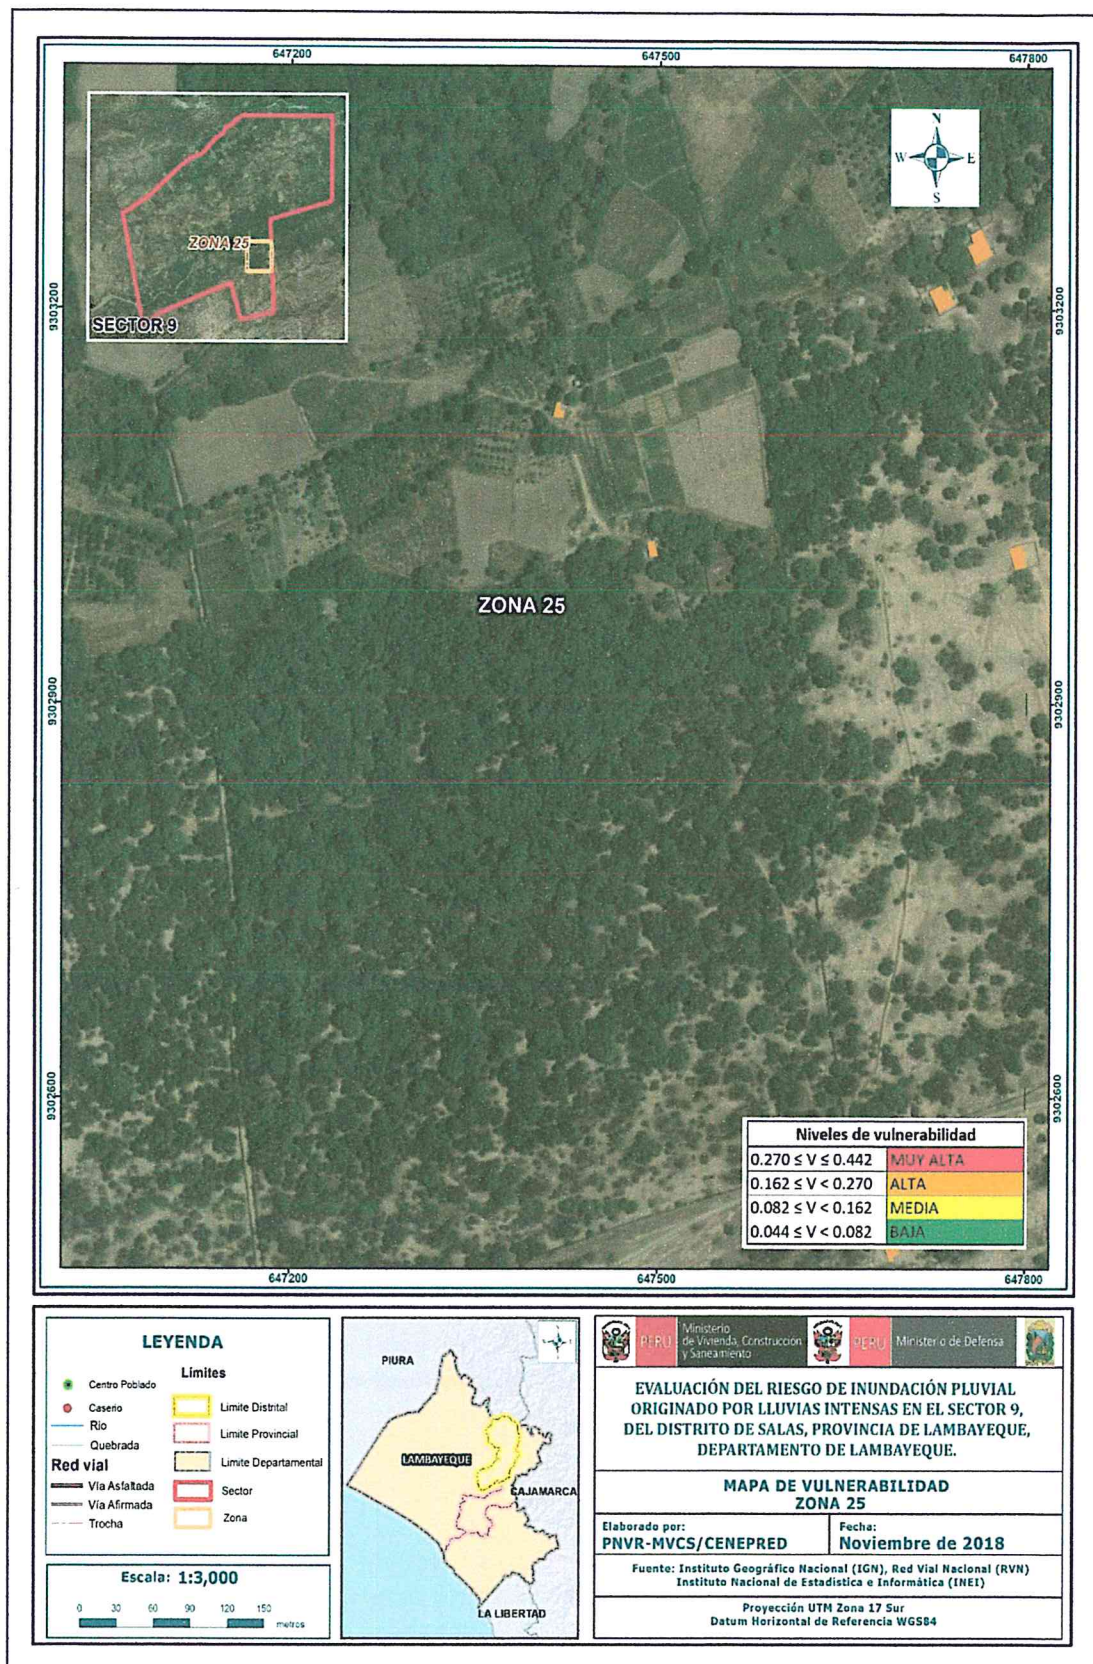 647200
647500
647800
N
W
E
S
ZONA 25
SECTOR 9
9303200
9303200
ZONA 25
9302900
9302900
9302600
9302600
Niveles de vulnerabilidad
0.270 ≤ V ≤ 0.442 MUY ALTA
0.162 ≤ V < 0.270 ALTA
0.082 ≤ V < 0.162 MEDIA
0.044 ≤ V < 0.082 BAJA
647200
647500
647800
LEYENDA
Centro Poblado
Caserio
Rio
Quebrada
Red vial
Vía Asfaltada
Vía Afirmada
Trocha
Limites
Limite Distrital
Limite Provincial
Limite Departamental
Sector
Zona
Escala: 1:3,000
0 30 60 90 120 150
metros
PIURA
LAMBAYEQUE
CAJAMARCA
LA LIBERTAD
PERÚ
Ministerio
de Vivienda, Construcción
y Saneamiento
PERÚ
Ministerio de Defensa
EVALUACIÓN DEL RIESGO DE INUNDACIÓN PLUVIAL
ORIGINADO POR LLUVIAS INTENSAS EN EL SECTOR 9,
DEL DISTRITO DE SALAS, PROVINCIA DE LAMBAYEQUE,
DEPARTAMENTO DE LAMBAYEQUE.
MAPA DE VULNERABILIDAD
ZONA 25
Elaborado por:
PNVR-MVCS/CENEPRED
Fecha:
Noviembre de 2018
Fuente: Instituto Geográfico Nacional (IGN), Red Vial Nacional (RVN)
Instituto Nacional de Estadística e Informática (INEI)
Proyección UTM Zona 17 Sur
Datum Horizontal de Referencia WGS84